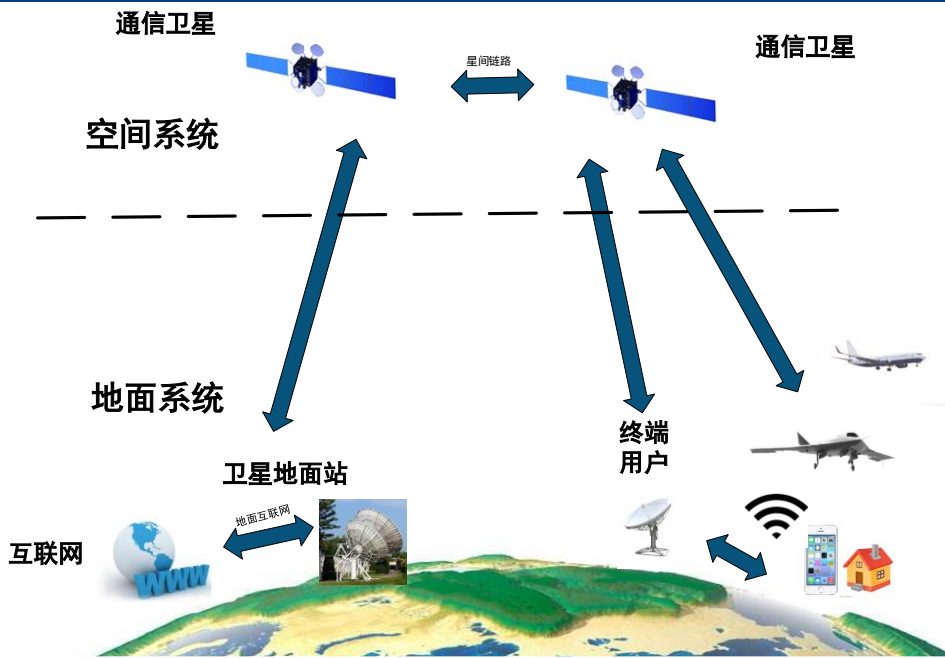 通信卫星
通信卫星
星间链路
空间系统
地面系统
终端
用户
卫星地面站
地面互联网
互联网
WWW